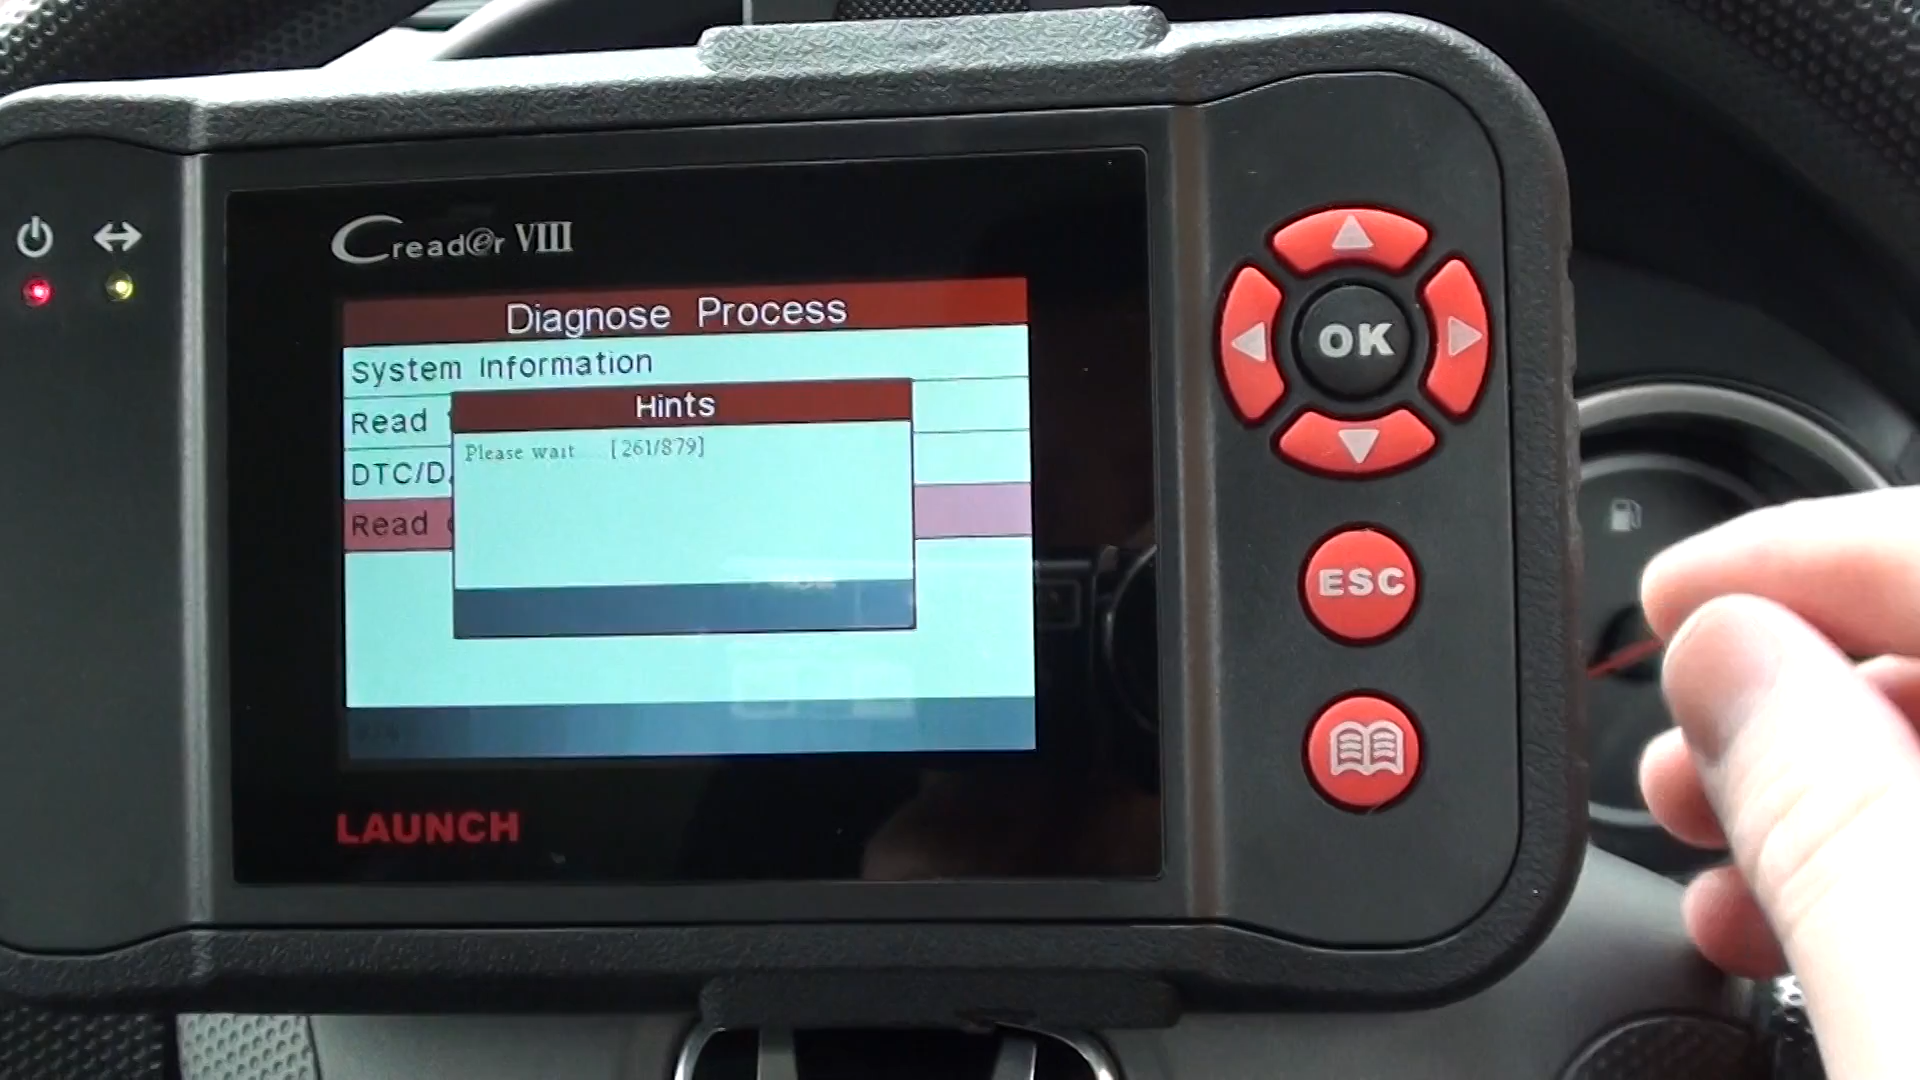 Creader VIII
Diagnose Process
System Information
Read
Hints
Please wait [261/879]
DTC/D
Read
LAUNCH
OK
ESC